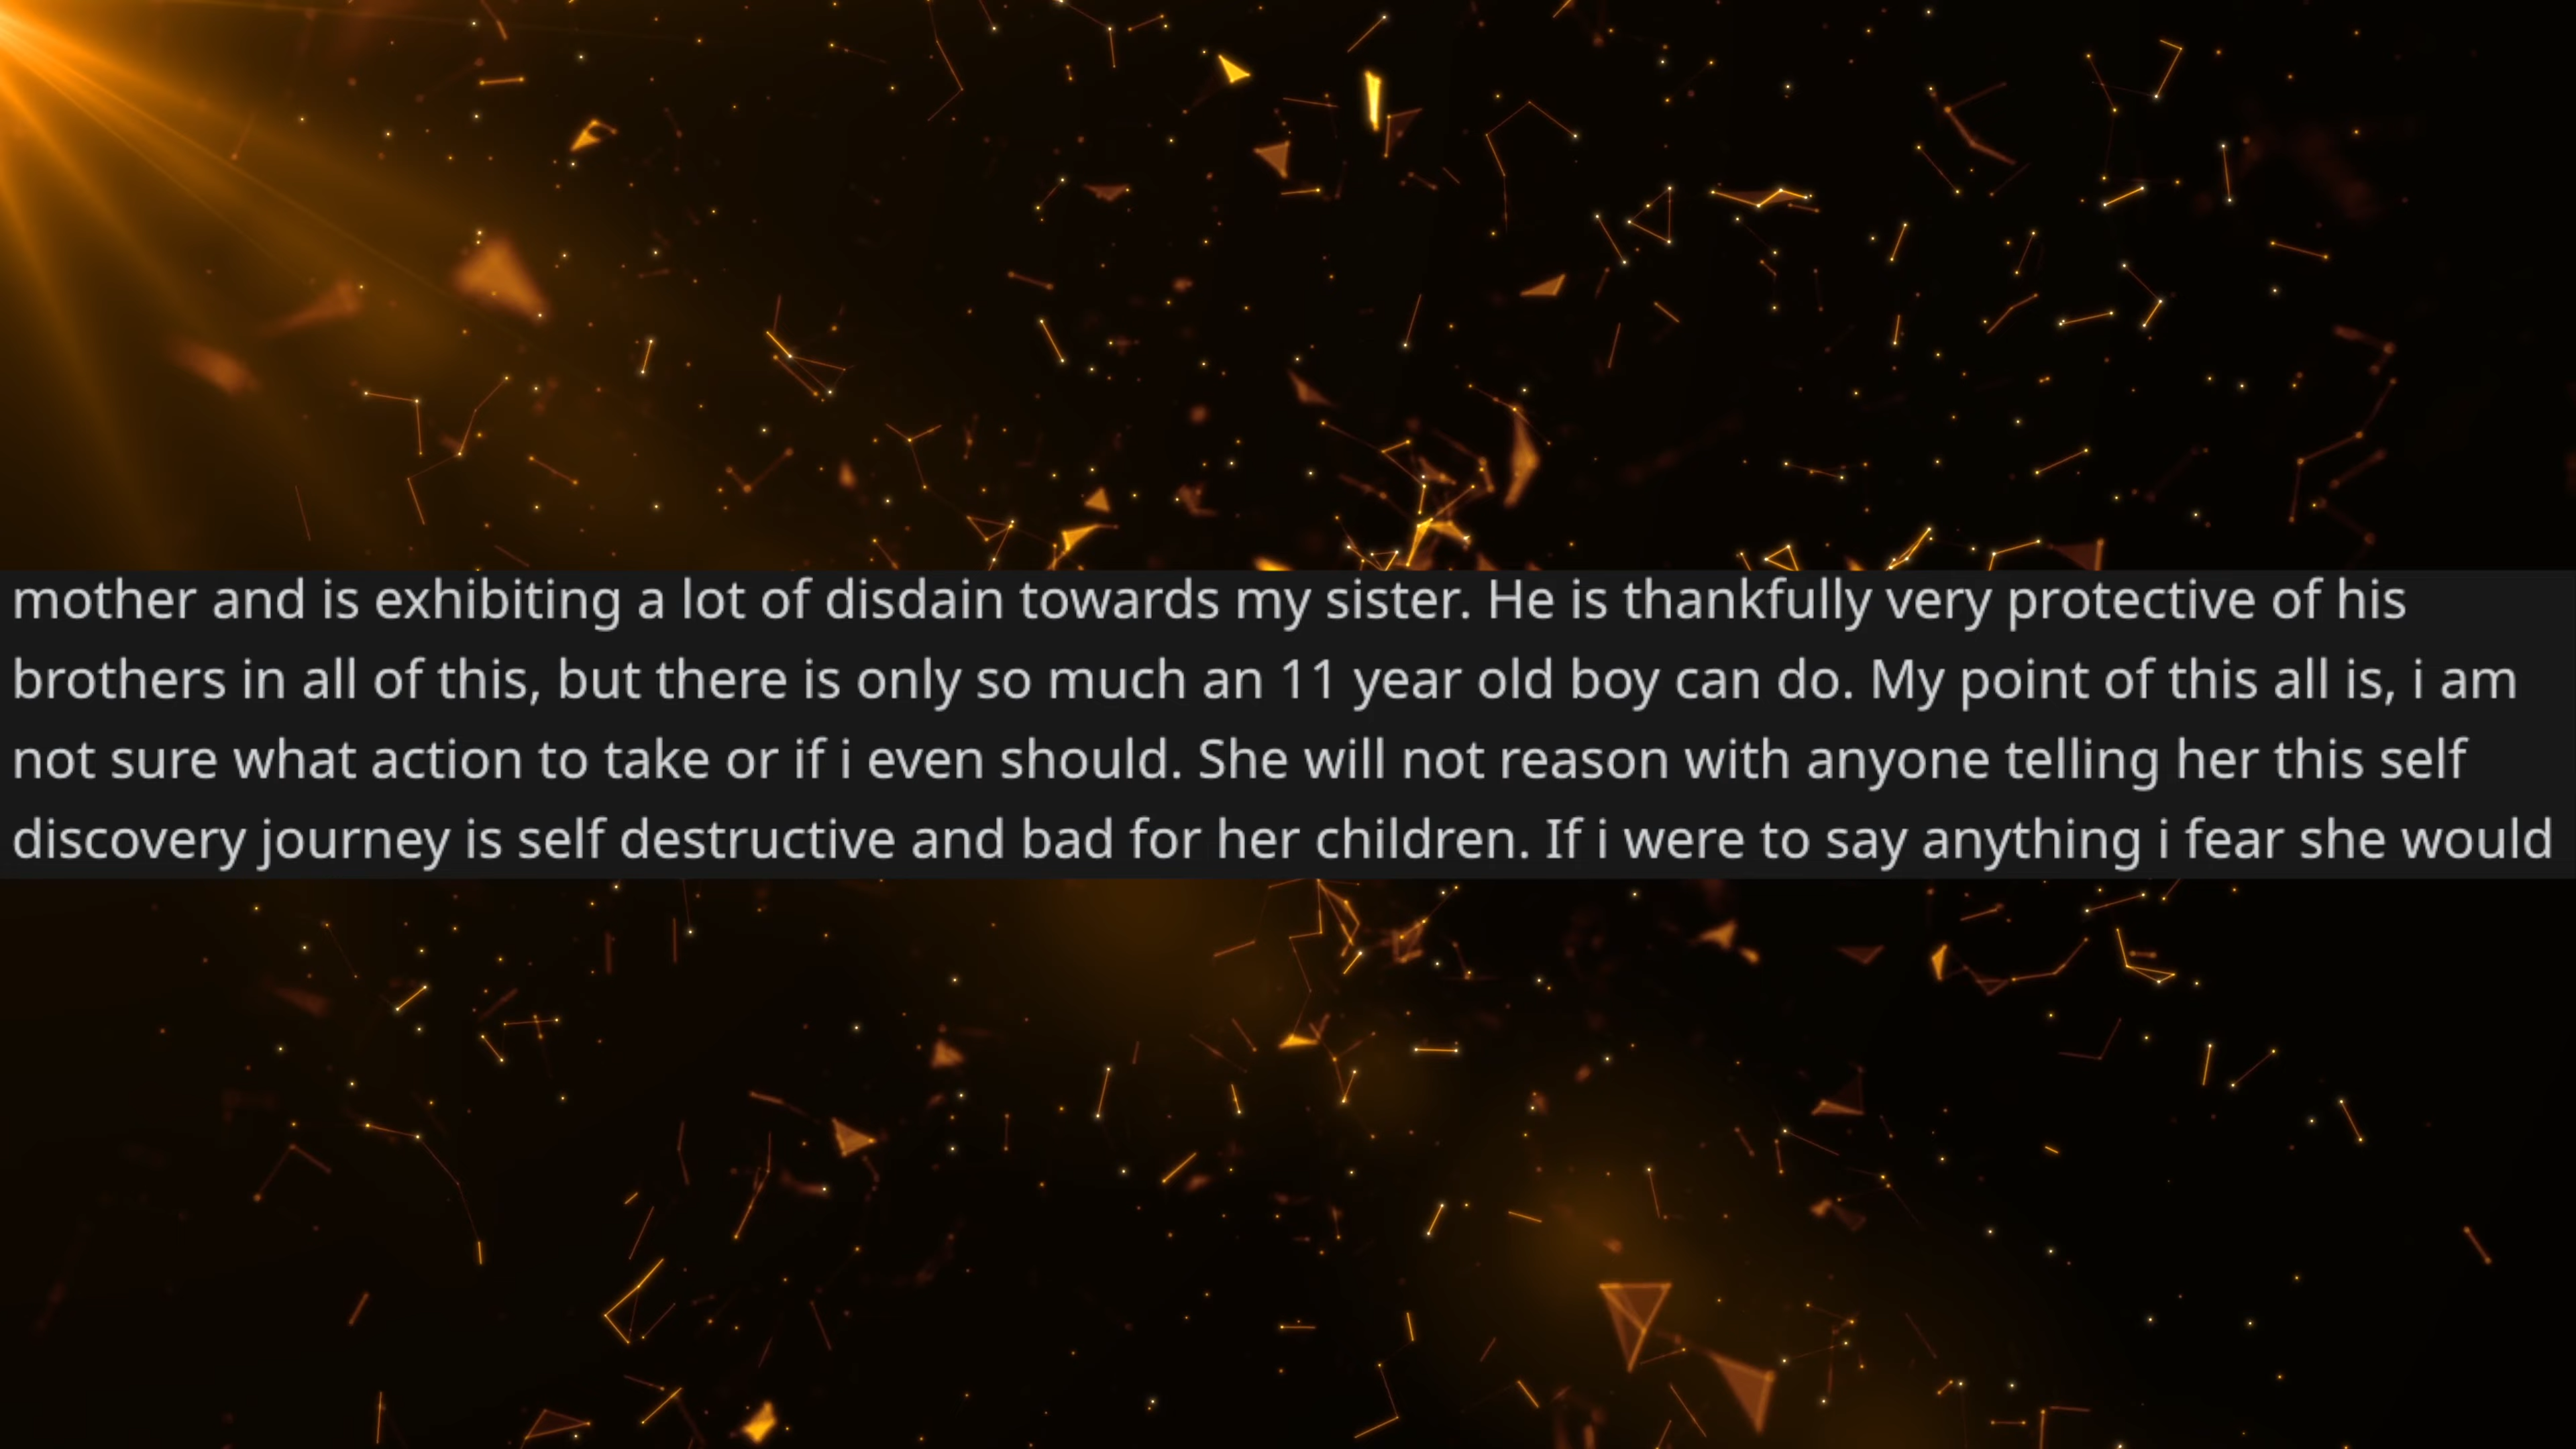 mother and is exhibiting a lot of disdain towards my sister. He is thankfully very protective of his
brothers in all of this, but there is only so much an 11 year old boy can do. My point of this all is, i am
not sure what action to take or if i even should. She will not reason with anyone telling her this self
discovery journey is self destructive and bad for her children. If i were to say anything i fear she would